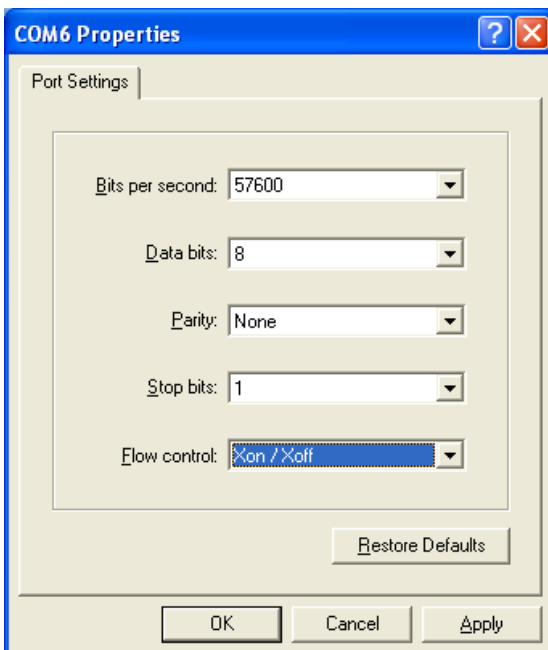 COM6 Properties
Port Settings
Bits per second: 57600
Data bits: 8
Parity: None
Stop bits: 1
Flow control: Xon / Xoff
Restore Defaults
OK Cancel Apply